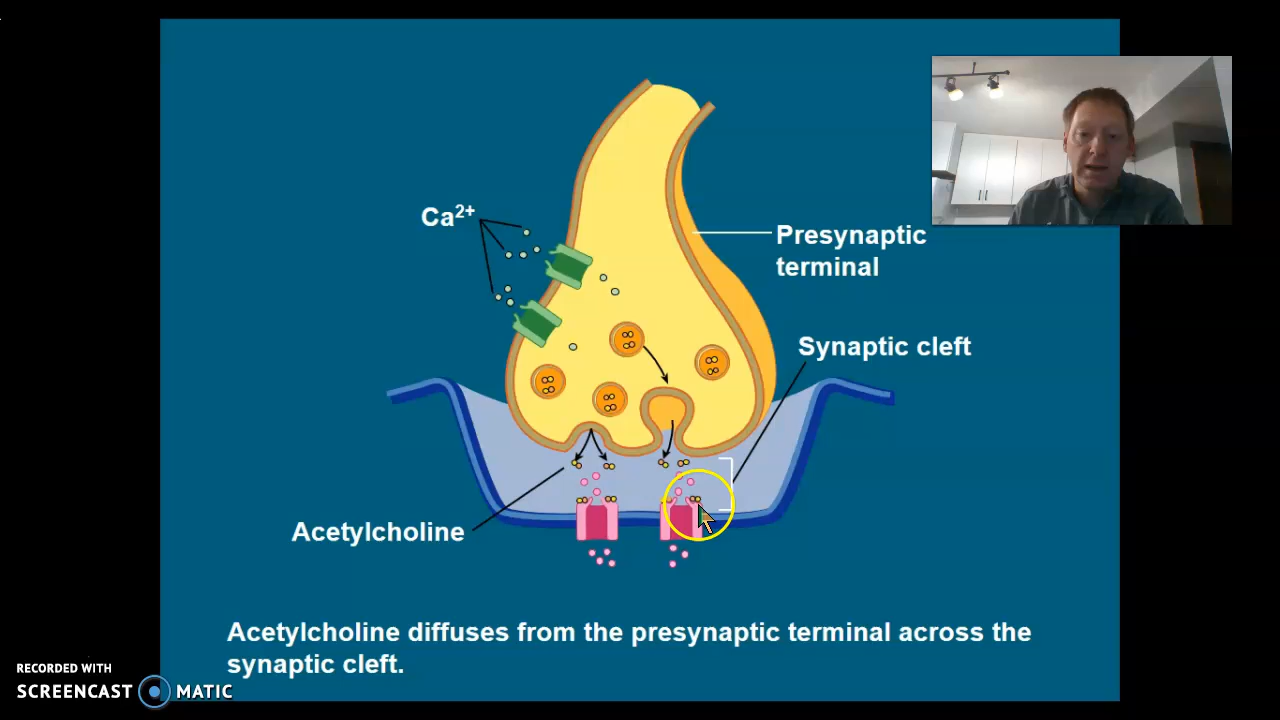 Ca2+
Presynaptic
terminal
Synaptic cleft
Acetylcholine
Acetylcholine diffuses from the presynaptic terminal across the
synaptic cleft.
RECORDED WITH
SCREENCAST MATIC